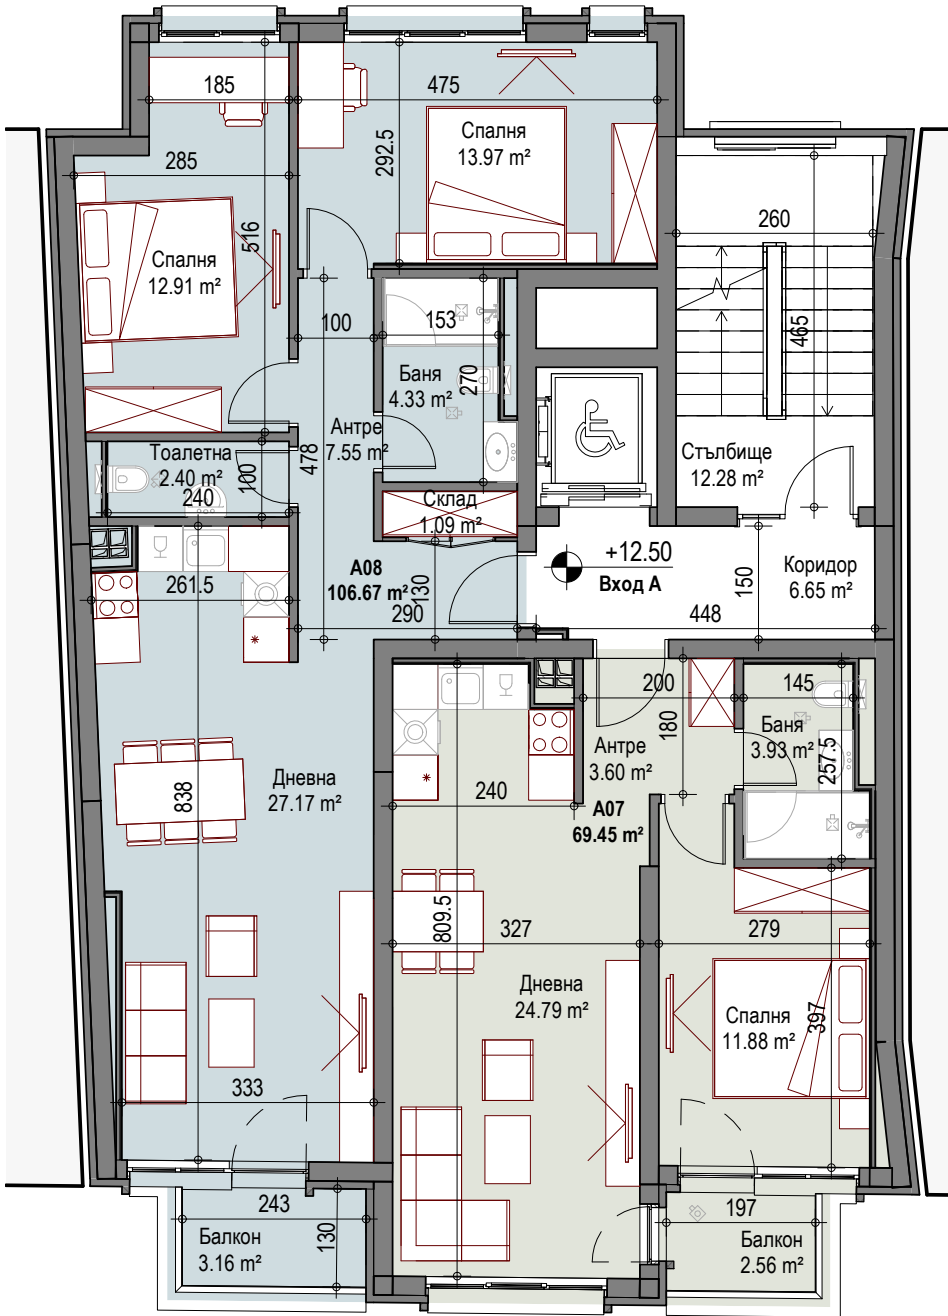 185
475
292.5
Спалня
13.97 m²
285
516
Спалня
12.91 m²
260
465
100
153
Баня
4.33 m²
270
Антре
7.55 m²
478
Тоалетна
2.40 m²
100
240
Склад
1.09 m²
Стълбище
12.28 m²
A08
106.67 m²
130
290
+12.50
Вход А
Коридор
6.65 m²
150
448
261.5
200
145
180
Баня
3.93 m²
257.5
Антре
3.60 m²
240
A07
69.45 m²
838
Дневна
27.17 m²
809.5
327
279
Дневна
24.79 m²
Спалня
11.88 m²
397
333
243
130
Балкон
3.16 m²
197
Балкон
2.56 m²